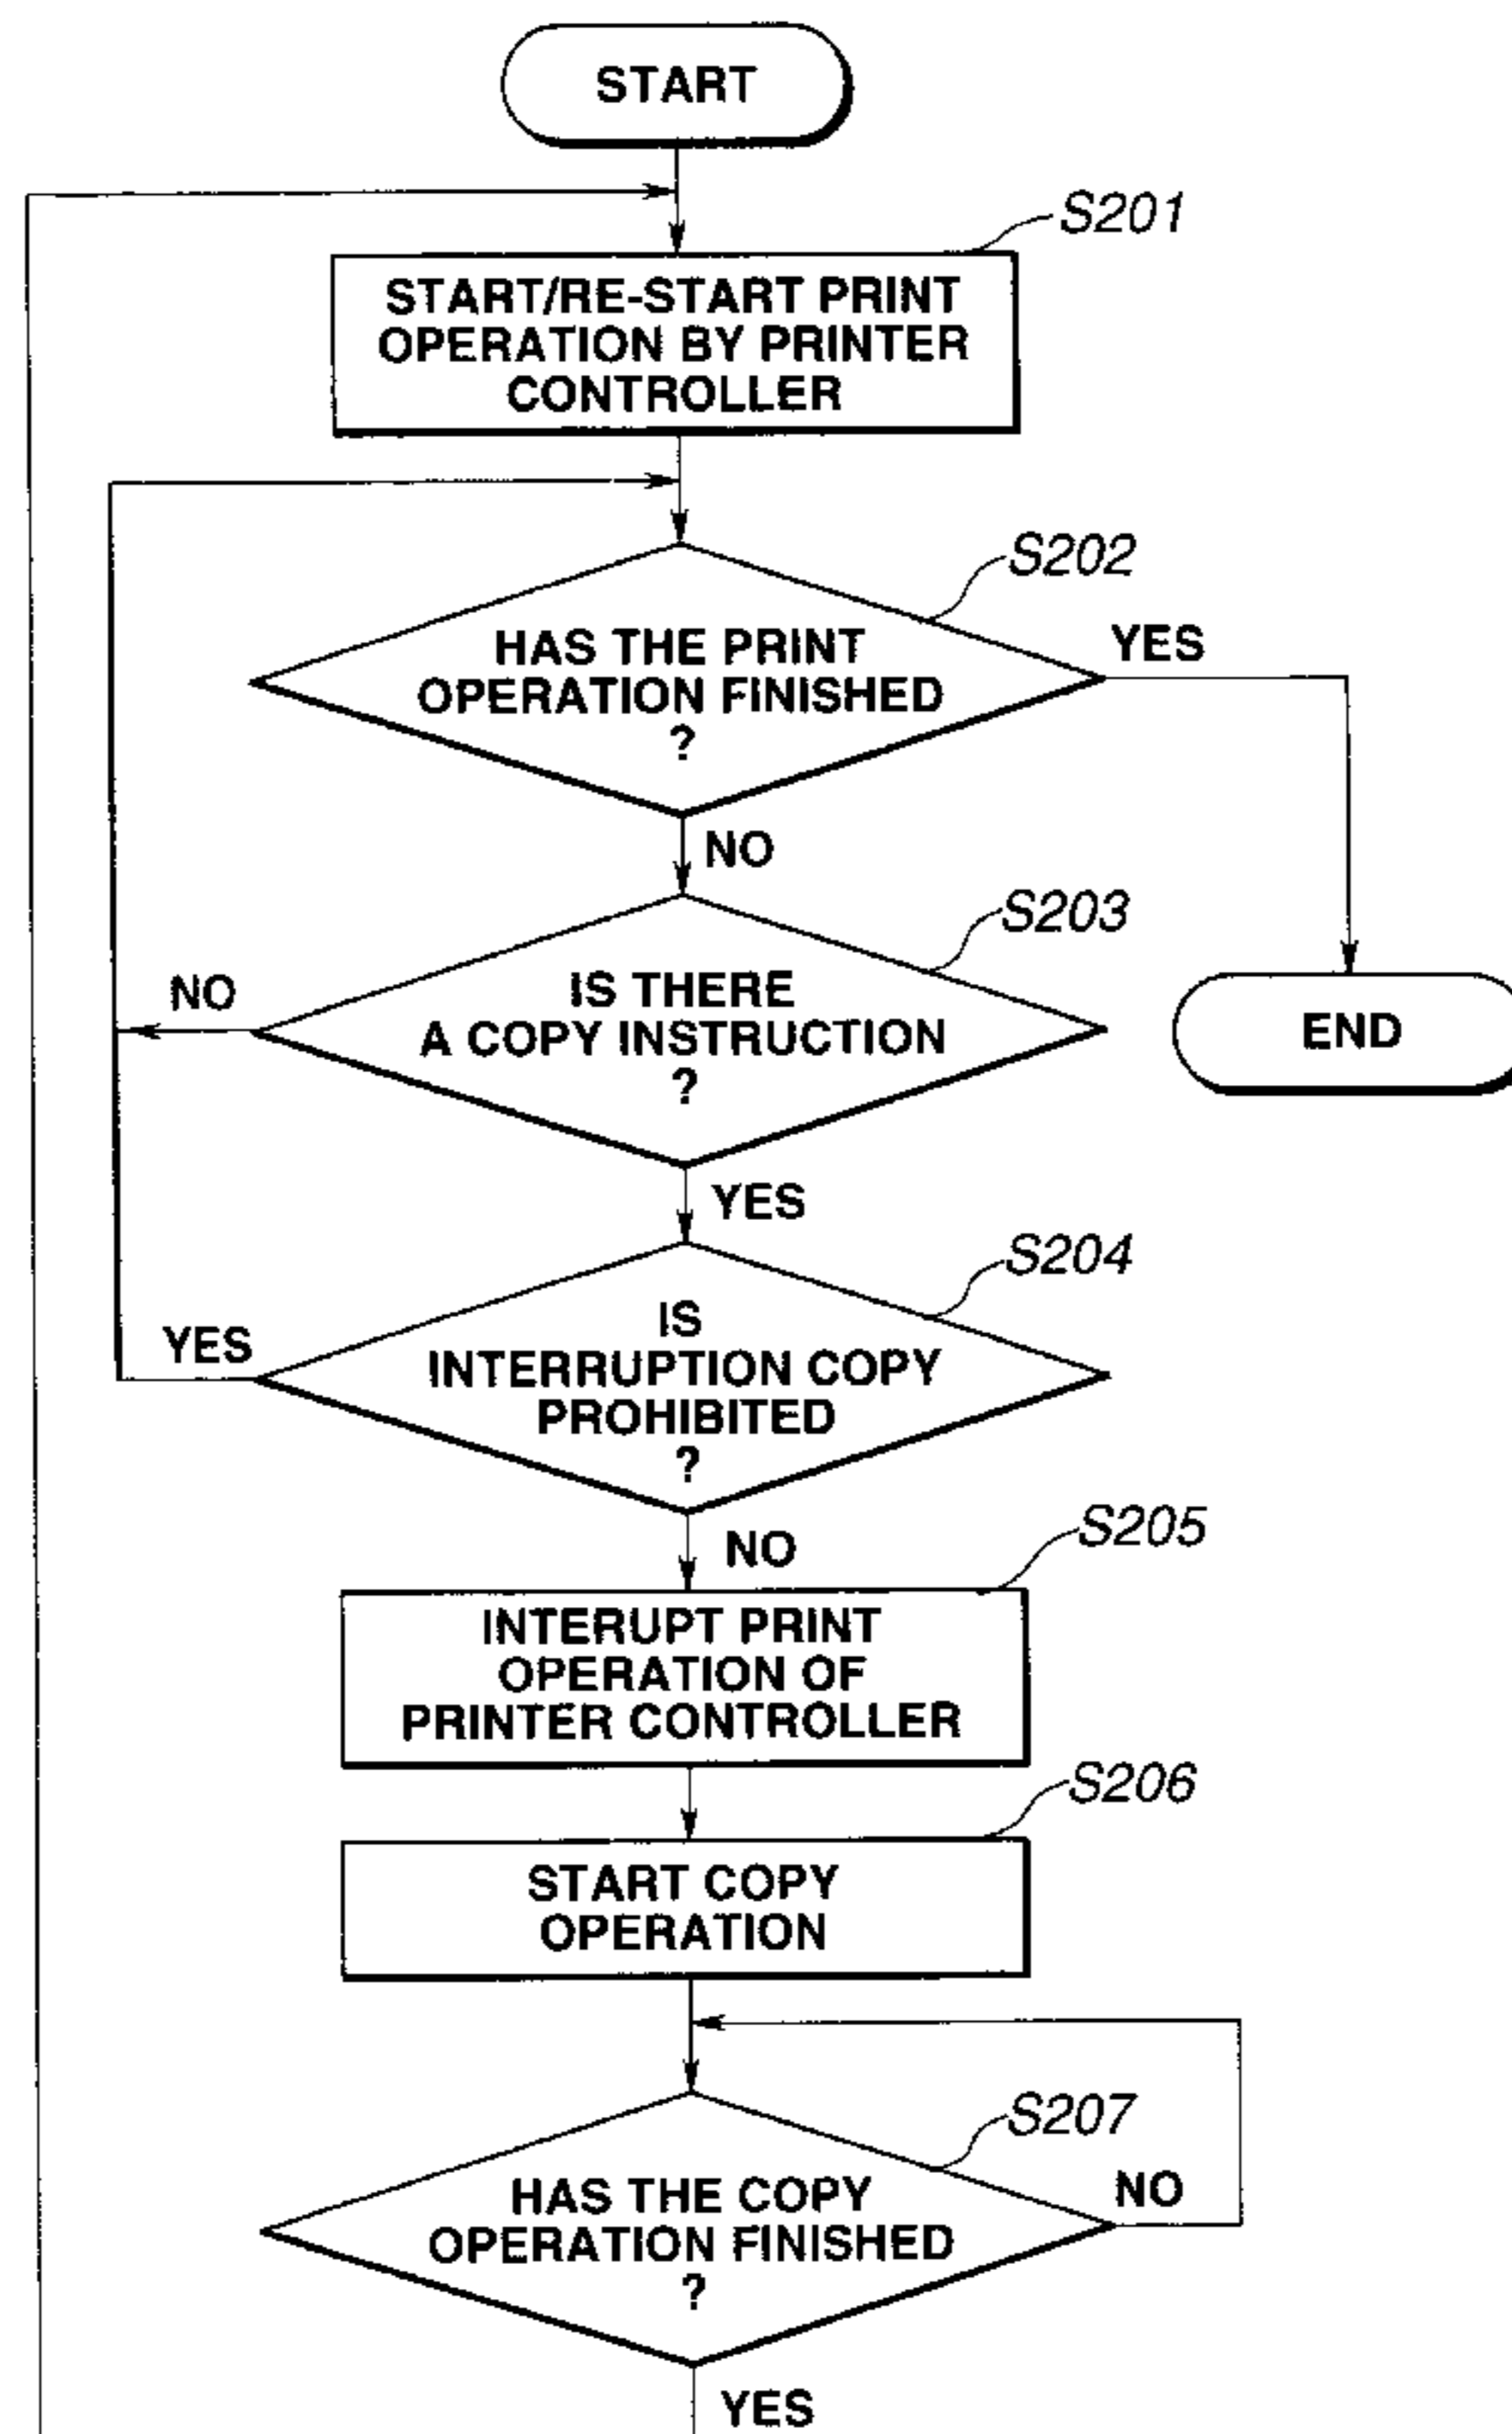 START
S201
START/RE-START PRINT
OPERATION BY PRINTER
CONTROLLER
S202
HAS THE PRINT
OPERATION FINISHED
?
YES
NO
S203
IS THERE
A COPY INSTRUCTION
?
NO
END
YES
S204
IS
INTERRUPTION COPY
PROHIBITED
?
YES
NO
S205
INTERUPT PRINT
OPERATION OF
PRINTER CONTROLLER
S206
START COPY
OPERATION
S207
HAS THE COPY
OPERATION FINISHED
?
NO
YES